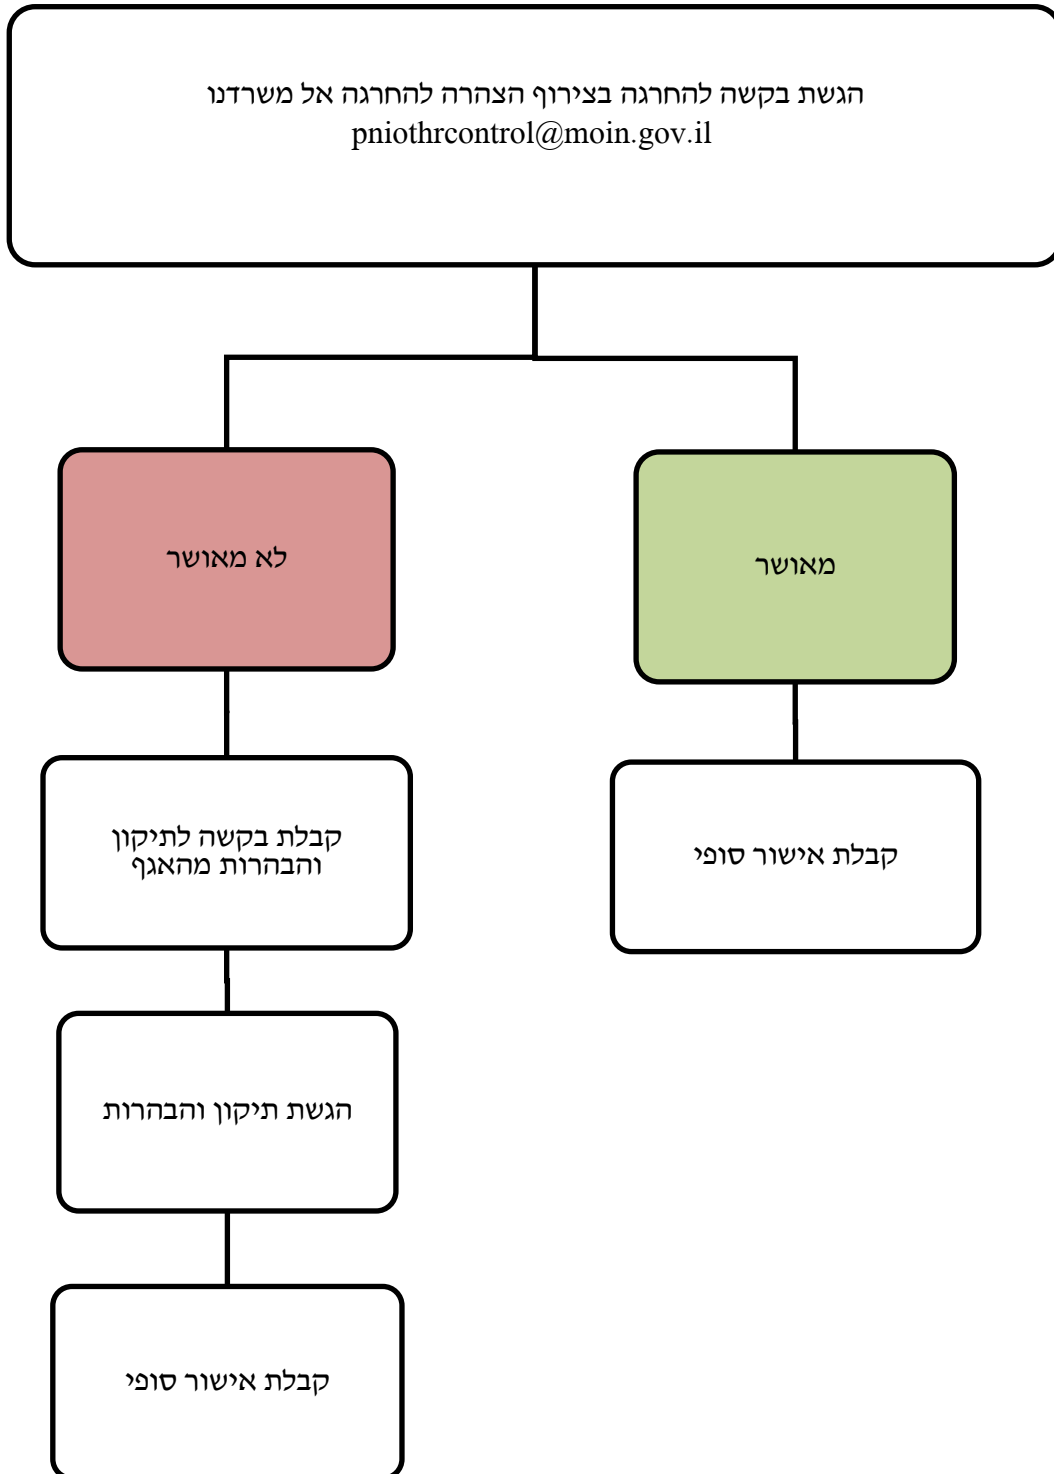 הגשת בקשה להחרגה בצירוף הצהרה להחרגה אל משרדנו
pniothrcontrol@moin.gov.il
מאושר
קבלת אישור סופי
לא מאושר
קבלת בקשה לתיקון
והבהרות מהאגף
הגשת תיקון והבהרות
קבלת אישור סופי